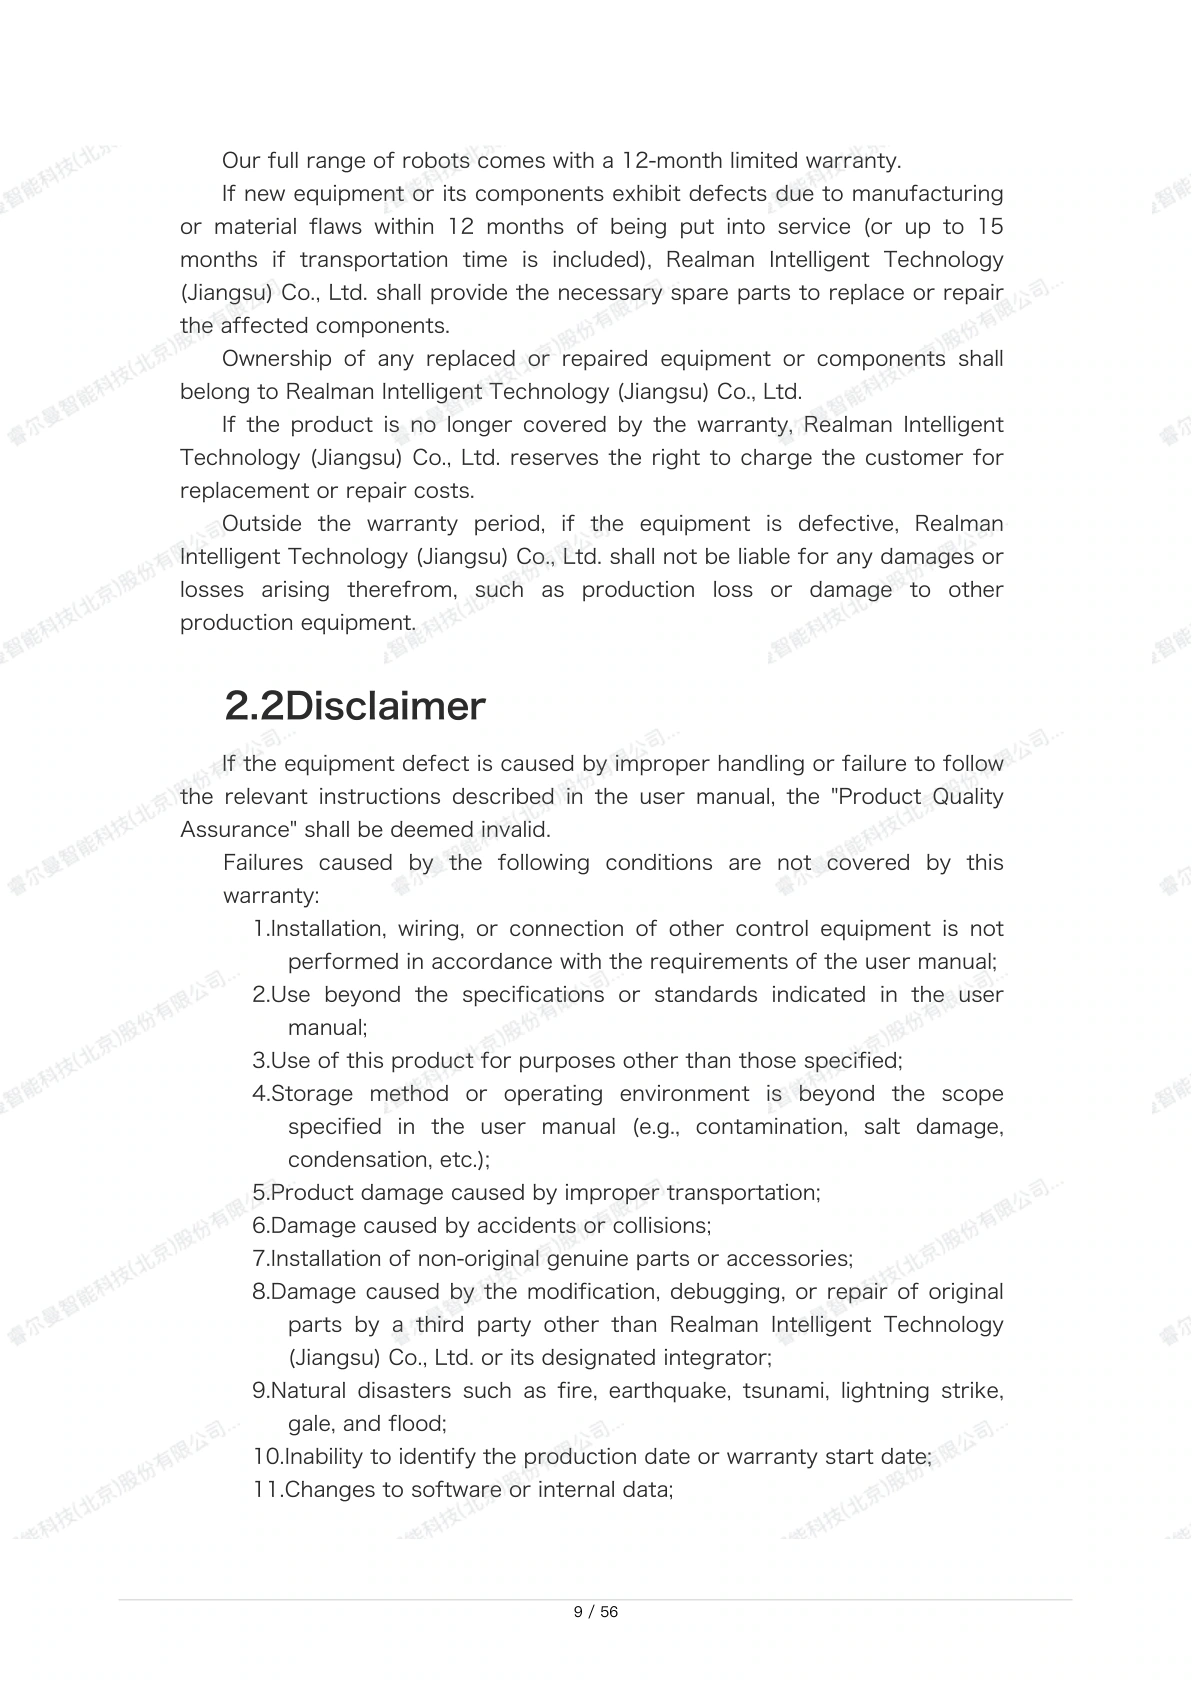 Our full range of robots comes with a 12-month limited warranty.
If new equipment or its components exhibit defects due to manufacturing
or material flaws within 12 months of being put into service (or up to 15
months if transportation time is included), Realman Intelligent Technology
(Jiangsu) Co., Ltd. shall provide the necessary spare parts to replace or repair
the affected components.
Ownership of any replaced or repaired equipment or components shall
belong to Realman Intelligent Technology (Jiangsu) Co., Ltd.
If the product is no longer covered by the warranty, Realman Intelligent
Technology (Jiangsu) Co., Ltd. reserves the right to charge the customer for
replacement or repair costs.
Outside the warranty period, if the equipment is defective, Realman
Intelligent Technology (Jiangsu) Co., Ltd. shall not be liable for any damages or
losses arising therefrom, such as production loss or damage to other
production equipment.
2.2Disclaimer
If the equipment defect is caused by improper handling or failure to follow
the relevant instructions described in the user manual, the "Product Quality
Assurance" shall be deemed invalid.
Failures caused by the following conditions are not covered by this
warranty:
1.Installation, wiring, or connection of other control equipment is not
performed in accordance with the requirements of the user manual;
2.Use beyond the specifications or standards indicated in the user
manual;
3.Use of this product for purposes other than those specified;
4.Storage method or operating environment is beyond the scope
specified in the user manual (e.g., contamination, salt damage,
condensation, etc.);
5.Product damage caused by improper transportation;
6.Damage caused by accidents or collisions;
7.Installation of non-original genuine parts or accessories;
8.Damage caused by the modification, debugging, or repair of original
parts by a third party other than Realman Intelligent Technology
(Jiangsu) Co., Ltd. or its designated integrator;
9.Natural disasters such as fire, earthquake, tsunami, lightning strike,
gale, and flood;
10.Inability to identify the production date or warranty start date;
11.Changes to software or internal data;
9 / 56
睿尔曼智能科技(北京)股份有限公司...